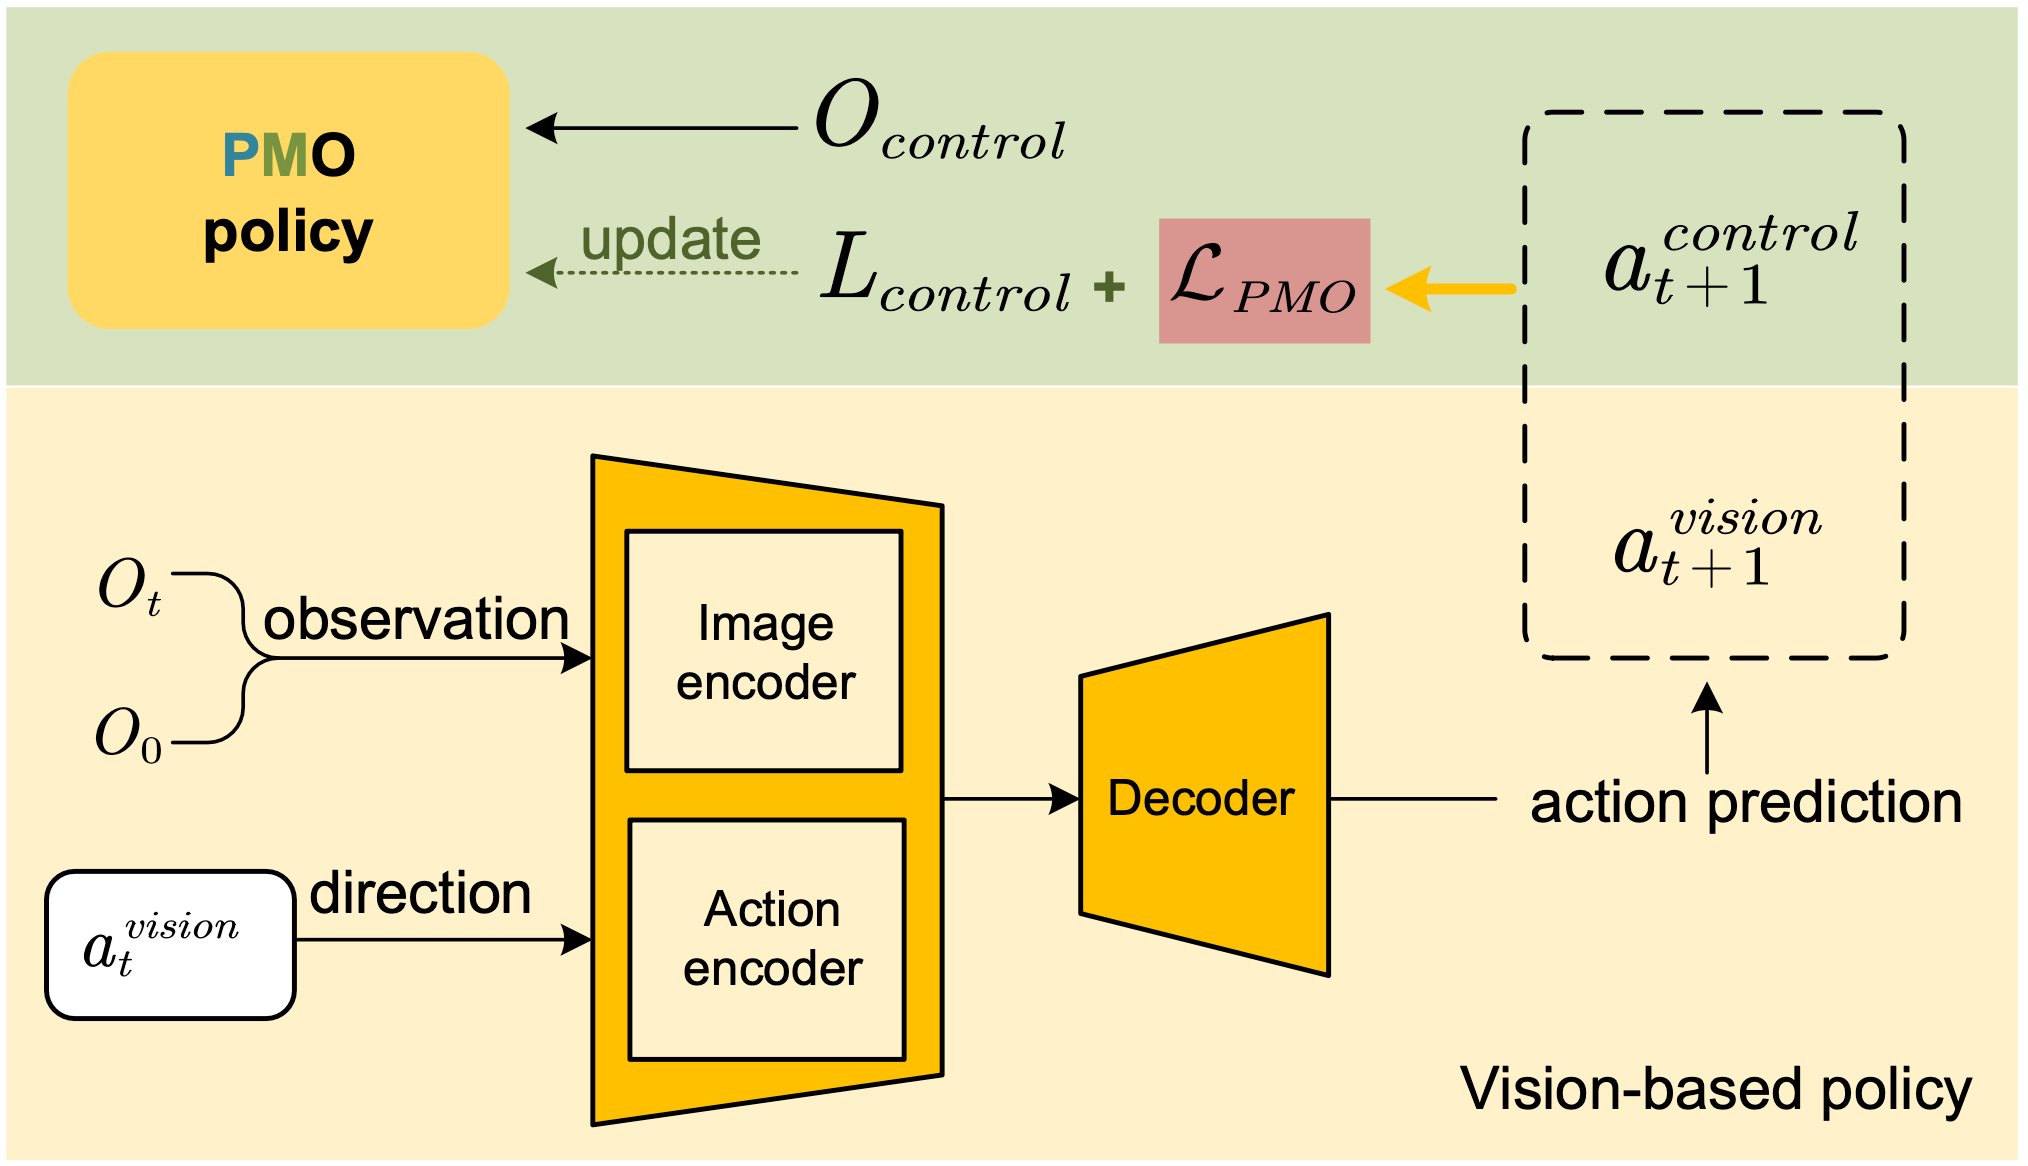 PMO
policy
O_{control}
update
L_{control} + \mathcal{L}_{PMO}
a_{t+1}^{control}
a_{t+1}^{vision}
O_t
observation
O_0
Image
encoder
Decoder
action prediction
a_t^{vision}
direction
Action
encoder
Vision-based policy